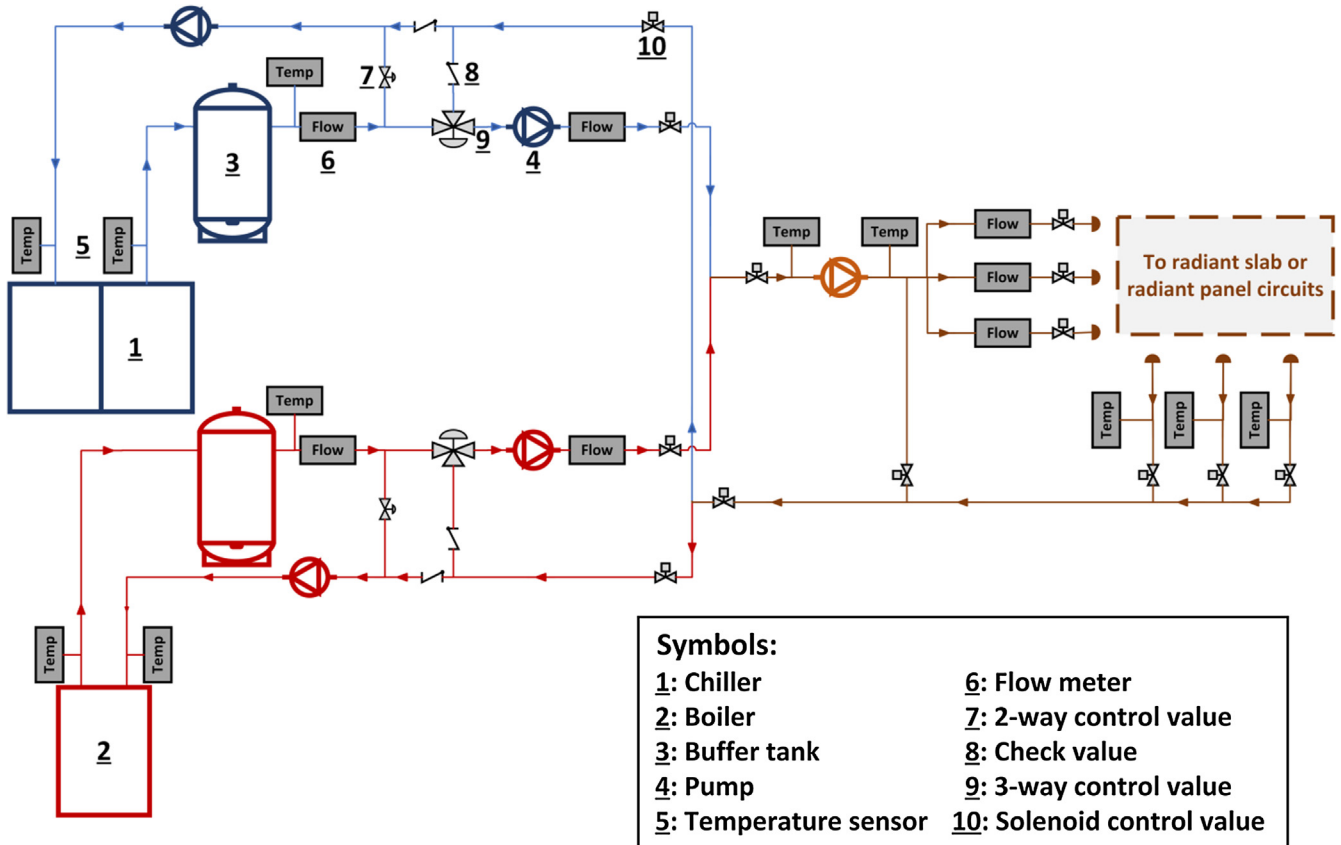 10
Temp
7
8
Flow
9
Flow
3
6
4
Temp
5
Temp
Temp
Temp
Flow
To radiant slab or
radiant panel circuits
Flow
Flow
1
Temp
Temp
Temp
Temp
Flow
Flow
Temp
Temp
2
Symbols:
1: Chiller
2: Boiler
3: Buffer tank
4: Pump
5: Temperature sensor
6: Flow meter
7: 2-way control value
8: Check value
9: 3-way control value
10: Solenoid control value